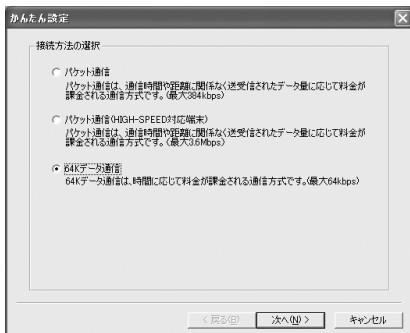 かんたん設定
接続方法の選択
パケット通信
パケット通信は、通信時間や距離に関係なく送受信されたデータ量に応じて料金が
課金される通信方式です。（最大384kbps）
パケット通信（HIGH-SPEED対応端末）
パケット通信は、通信時間や距離に関係なく送受信されたデータ量に応じて料金が
課金される通信方式です。（最大3.6Mbps）
64Kデータ通信
64Kデータ通信は、時間に応じて料金が課金される通信方式です。（最大64kbps）
< 戻る(B)
次へ(N) >
キャンセル